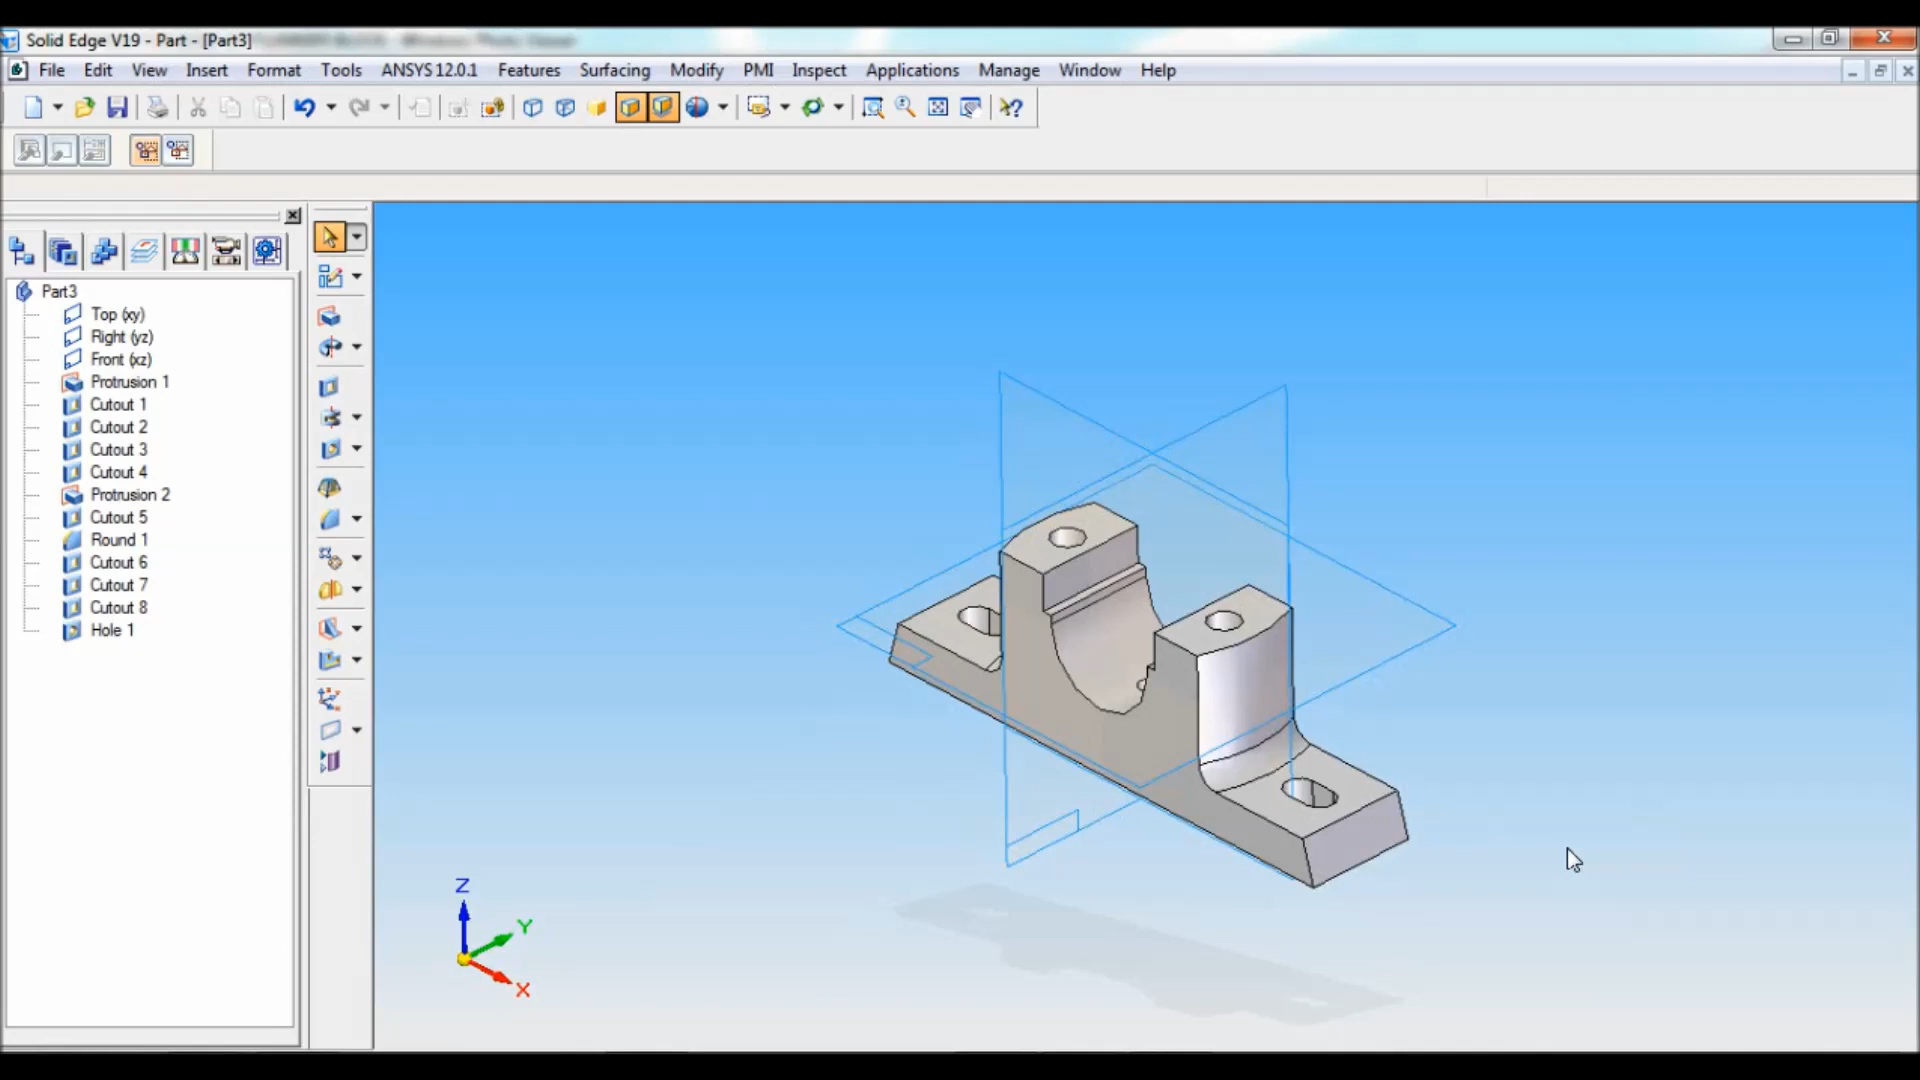 Solid Edge V19 - Part - [Part3]
File Edit View Insert Format Tools ANSYS 12.0.1 Features Surfacing Modify PMI Inspect Applications Manage Window Help
Part3
Top (xy)
Right (yz)
Front (xz)
Protrusion 1
Cutout 1
Cutout 2
Cutout 3
Cutout 4
Protrusion 2
Cutout 5
Round 1
Cutout 6
Cutout 7
Cutout 8
Hole 1
Z
Y
X